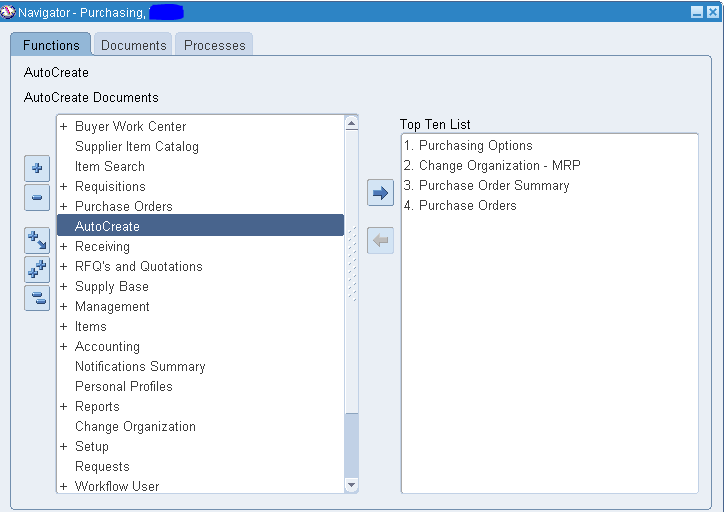 Navigator - Purchasing,
Functions
Documents
Processes
AutoCreate
AutoCreate Documents
+ Buyer Work Center
Supplier Item Catalog
Item Search
+ Requisitions
+ Purchase Orders
AutoCreate
+ Receiving
+ RFQ's and Quotations
+ Supply Base
+ Management
+ Items
+ Accounting
Notifications Summary
Personal Profiles
+ Reports
Change Organization
+ Setup
Requests
+ Workflow User
Top Ten List
1. Purchasing Options
2. Change Organization - MRP
3. Purchase Order Summary
4. Purchase Orders